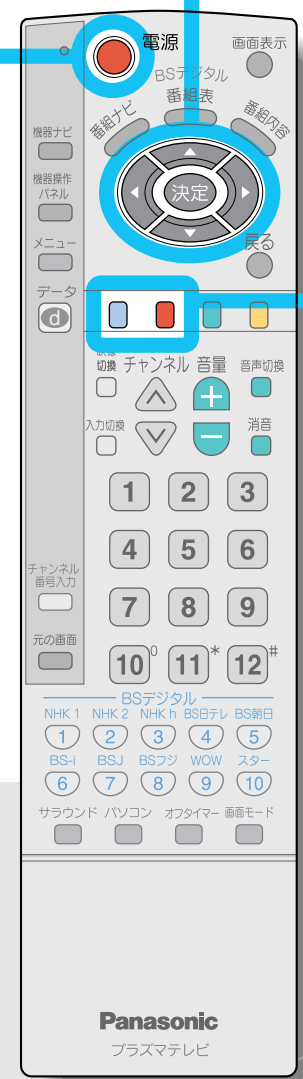 電源
画面表示
BSデジタル
番組ナビ 番組表 番組内容
機器ナビ
決定
機器操作
パネル
メニュー
戻る
データ
d
切換 チャンネル 音量 音声切換
入力切換
消音
1 2 3
4 5 6
チャンネル
番号入力
7 8 9
元の画面
10 0 11 * 12 #
BSデジタル
NHK 1 NHK 2 NHK h BS日テレ BS朝日
1 2 3 4 5
BS-i BSJ BSフジ WOW スター
6 7 8 9 10
サラウンド パソコン オフタイマー 画面モード
Panasonic
プラズマテレビ